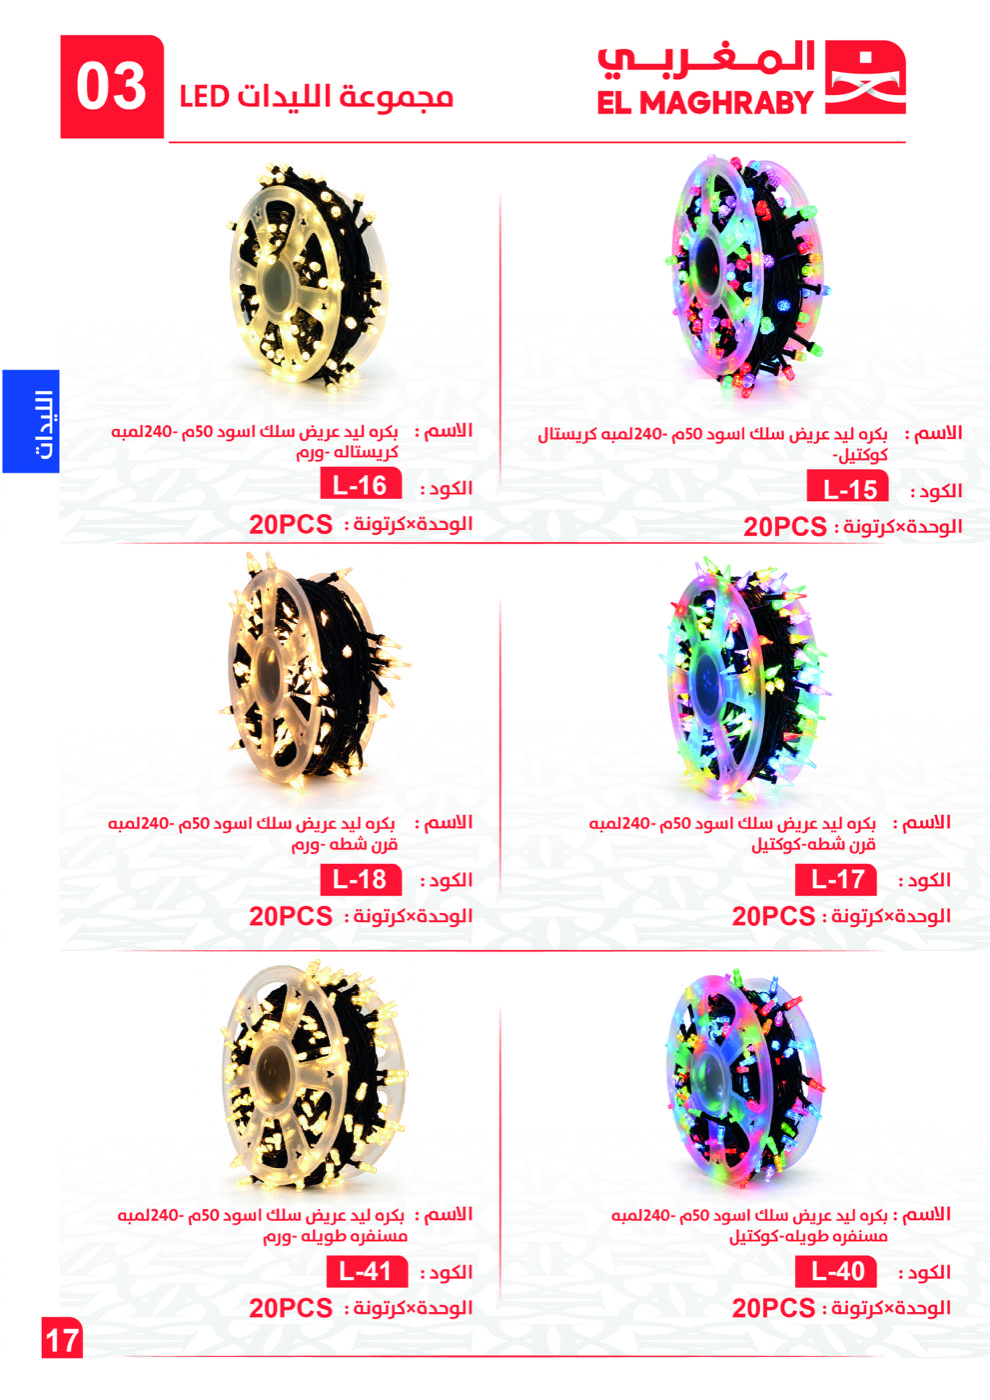 المـغـربـي
EL MAGHRABY
مجموعة الليدات LED
03
الاسم : بكره ليد عريض سلك اسود 50م -240لمبه كريستال
كوكتيل-
الكود : L-15
الوحدة×كرتونة : 20PCS
الاسم : بكره ليد عريض سلك اسود 50م -240لمبه
كريستاله -ورم
الكود : L-16
الوحدة×كرتونة : 20PCS
الليدات
الاسم : بكره ليد عريض سلك اسود 50م -240لمبه
قرن شطه-كوكتيل
الكود : L-17
الوحدة×كرتونة : 20PCS
الاسم : بكره ليد عريض سلك اسود 50م -240لمبه
قرن شطه -ورم
الكود : L-18
الوحدة×كرتونة : 20PCS
الاسم : بكره ليد عريض سلك اسود 50م -240لمبه
مسنفره طويله-كوكتيل
الكود : L-40
الوحدة×كرتونة : 20PCS
الاسم : بكره ليد عريض سلك اسود 50م -240لمبه
مسنفره طويله -ورم
الكود : L-41
الوحدة×كرتونة : 20PCS
17